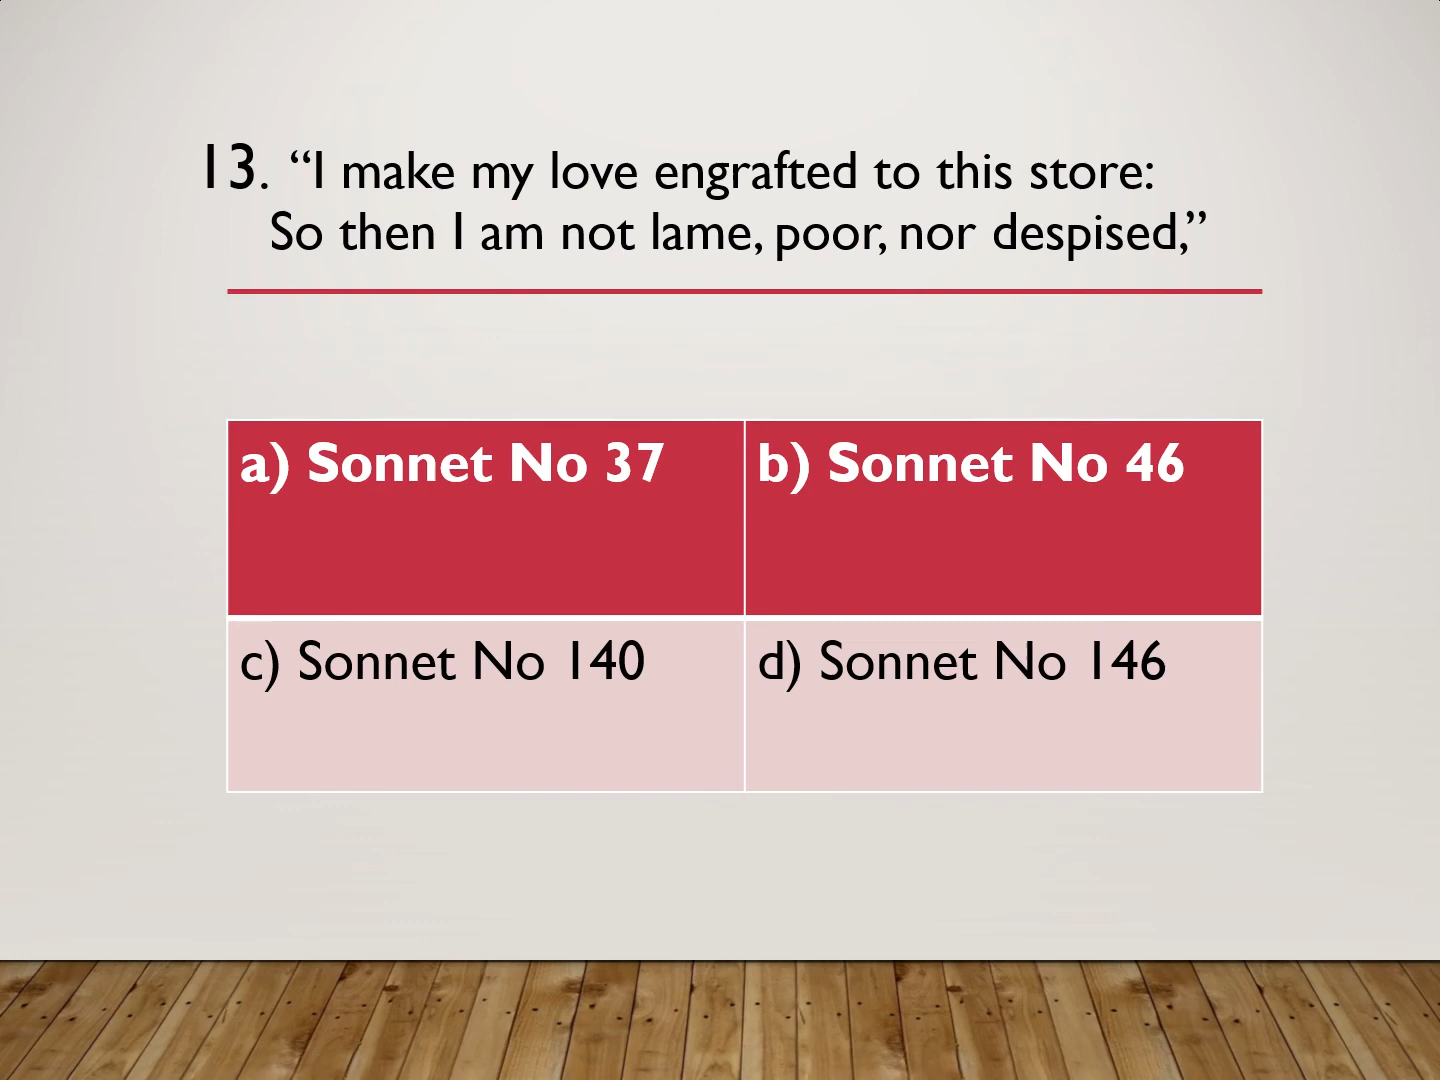 13. “I make my love engrafted to this store:
So then I am not lame, poor, nor despised,”
a) Sonnet No 37
b) Sonnet No 46
c) Sonnet No 140
d) Sonnet No 146